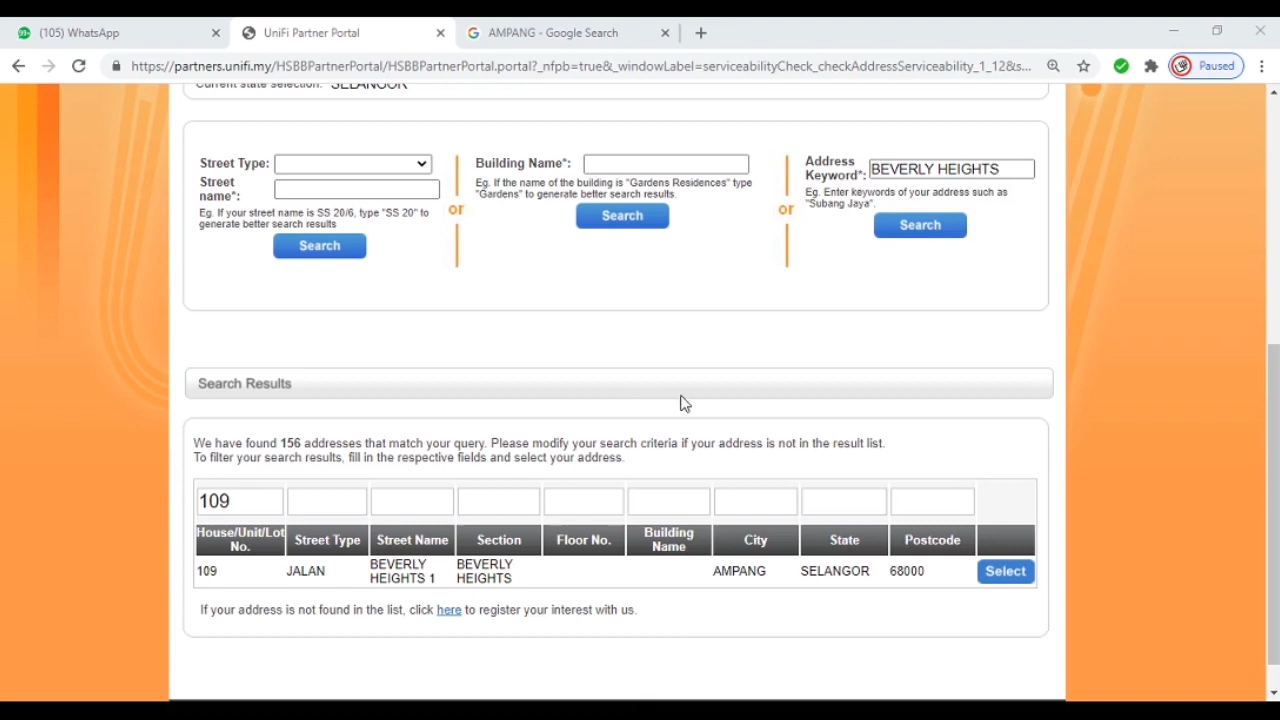 (105) WhatsApp
UniFi Partner Portal
AMPANG - Google Search
https://partners.unifi.my/HSBBPartnerPortal/HSBBPartnerPortal.portal?_nfpb=true&_windowLabel=serviceabilityCheck_checkAddressServiceability_1_12&s...
Paused
Current state selection: SELANGOR
Street Type:
Street
name*:
Eg. If your street name is SS 20/6, type "SS 20" to
generate better search results
Search
or
Building Name*:
Eg. If the name of the building is "Gardens Residences" type
"Gardens" to generate better search results.
Search
or
Address
Keyword*: BEVERLY HEIGHTS
Eg. Enter keywords of your address such as
"Subang Jaya".
Search
Search Results
We have found 156 addresses that match your query. Please modify your search criteria if your address is not in the result list.
To filter your search results, fill in the respective fields and select your address.
109
House/Unit/Lot No. Street Type Street Name Section Floor No. Building Name City State Postcode
109 JALAN BEVERLY HEIGHTS 1 BEVERLY HEIGHTS AMPANG SELANGOR 68000 Select
If your address is not found in the list, click here to register your interest with us.